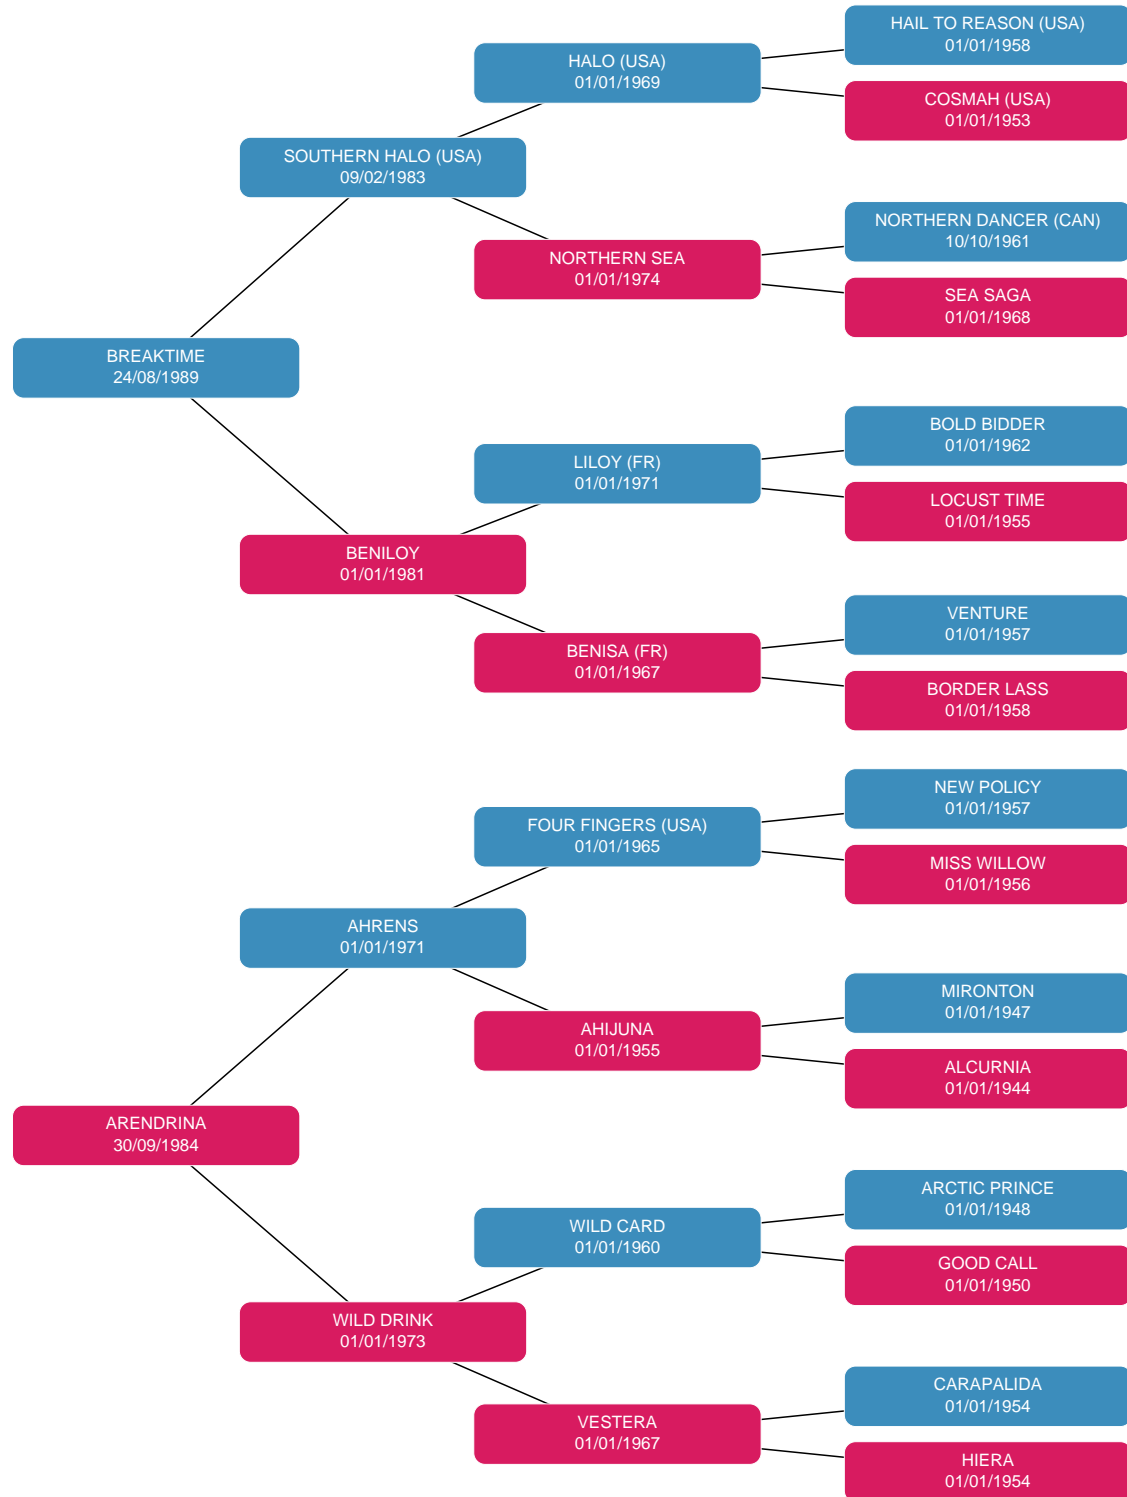 HAIL TO REASON (USA)
01/01/1958
HALO (USA)
01/01/1969
COSMAH (USA)
01/01/1953
SOUTHERN HALO (USA)
09/02/1983
NORTHERN DANCER (CAN)
10/10/1961
NORTHERN SEA
01/01/1974
SEA SAGA
01/01/1968
BREAKTIME
24/08/1989
BOLD BIDDER
01/01/1962
LILOY (FR)
01/01/1971
LOCUST TIME
01/01/1955
BENILOY
01/01/1981
VENTURE
01/01/1957
BENISA (FR)
01/01/1967
BORDER LASS
01/01/1958
NEW POLICY
01/01/1957
FOUR FINGERS (USA)
01/01/1965
MISS WILLOW
01/01/1956
AHRENS
01/01/1971
MIRONTON
01/01/1947
AHIJUNA
01/01/1955
ALCURNIA
01/01/1944
ARENDRINA
30/09/1984
ARCTIC PRINCE
01/01/1948
WILD CARD
01/01/1960
GOOD CALL
01/01/1950
WILD DRINK
01/01/1973
CARAPALIDA
01/01/1954
VESTERA
01/01/1967
HIERA
01/01/1954